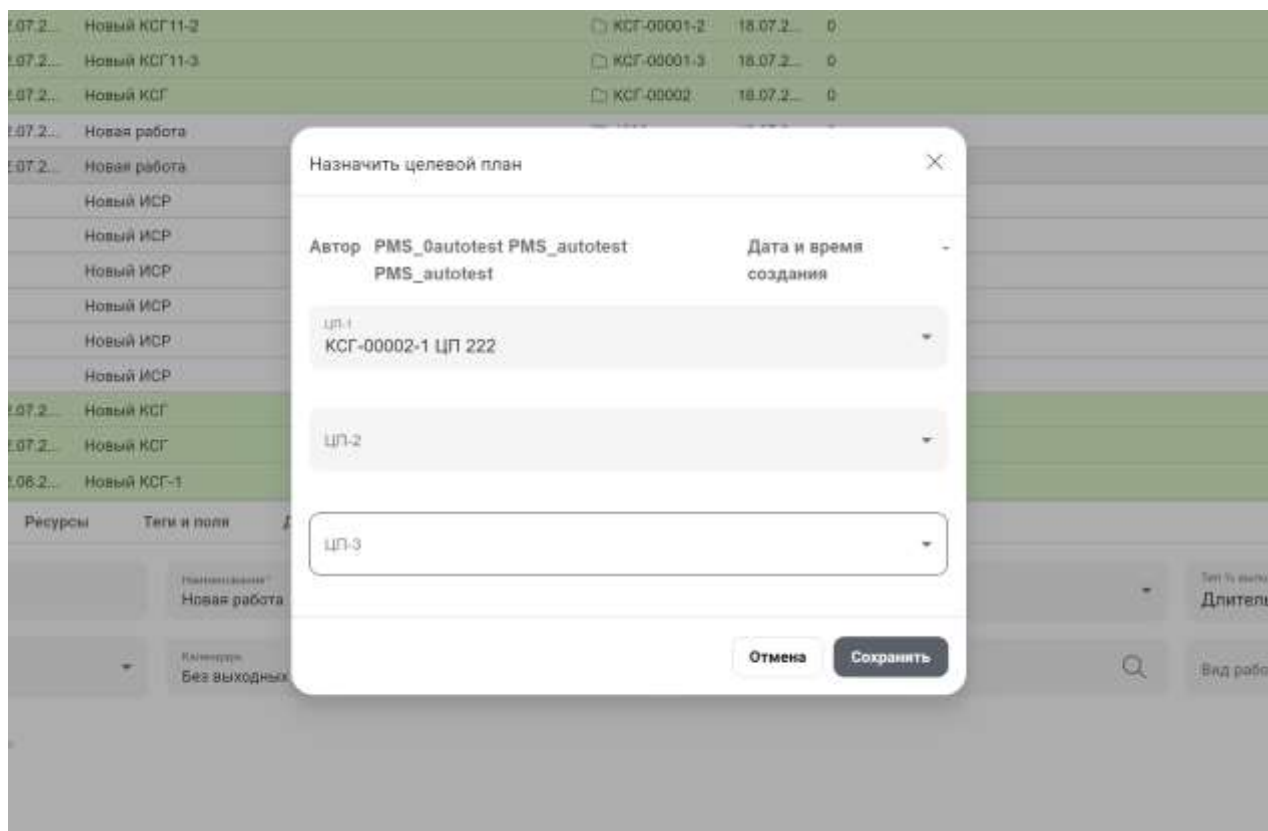 Новый КСГ11-2 КСГ-00001-2 18.07.2... 0
Новый КСГ11-3 КСГ-00001-3 18.07.2... 0
Новый КСГ КСГ-00002 18.07.2... 0
Новая работа
Новая работа
Новый ИСР
Новый ИСР
Новый ИСР
Новый ИСР
Новый ИСР
Новый ИСР
Новый КСГ
Новый КСГ
Новый КСГ-1
Назначить целевой план
Автор PMS_0autotest PMS_autotest Дата и время -
PMS_autotest создания
ЦП-1
КСГ-00002-1 ЦП 222
ЦП-2
ЦП-3
Отмена Сохранить
Ресурсы Теги и поля
Наименование*
Новая работа
Календарь
Без выходных